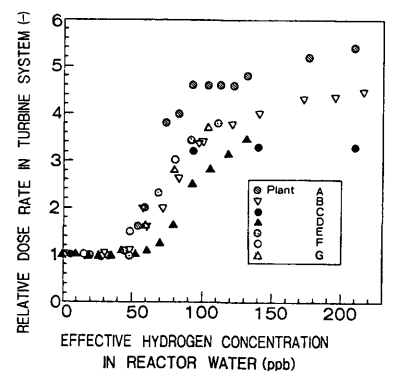 RELATIVE DOSE RATE IN TURBINE SYSTEM (-)
6
5
4
3
2
1
0
Plant A
B
C
D
E
F
G
0 50 100 150 200
EFFECTIVE HYDROGEN CONCENTRATION
IN REACTOR WATER (ppb)